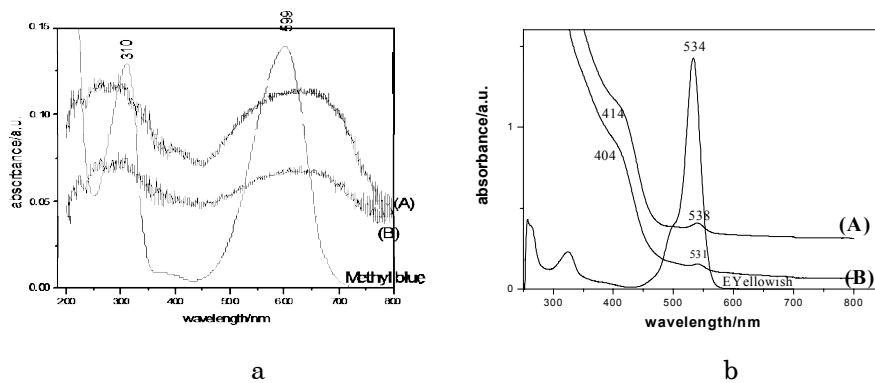 0.15
0.10
0.05
0.00
absorbance/a.u.
310
599
(A)
(B)
Methyl blue
200 300 400 500 600 700 800
wavelength/nm
a
1
0
absorbance/a.u.
534
414
404
538
(A)
531
(B)
EYellowish
300 400 500 600 700 800
wavelength/nm
b